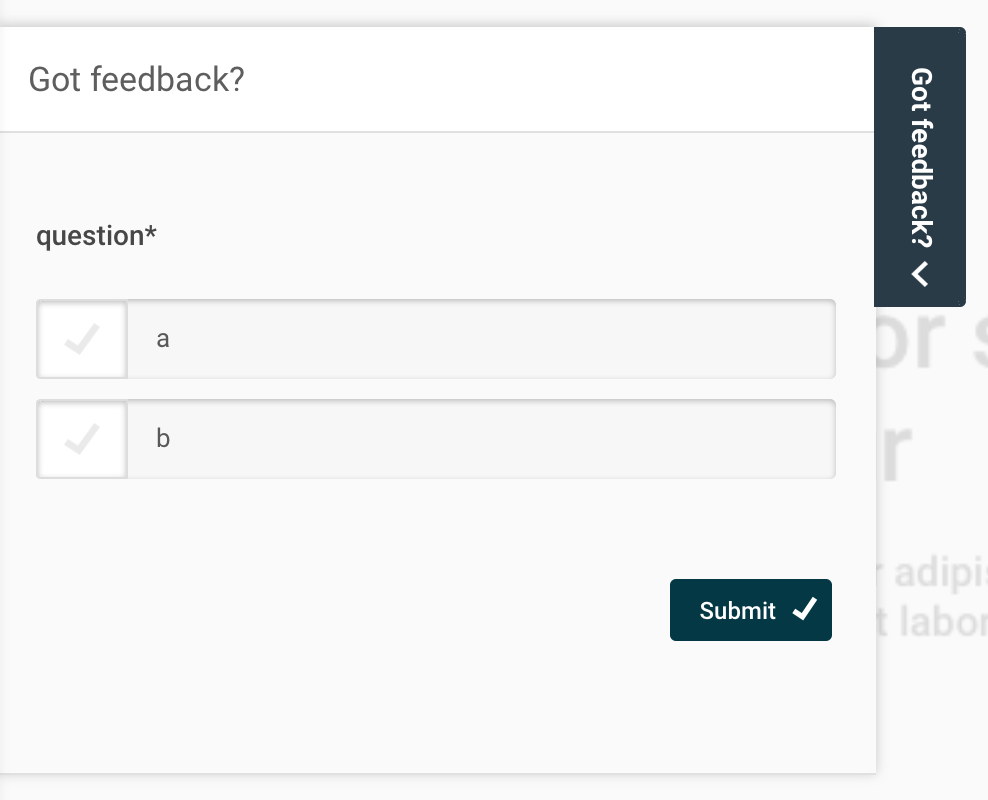 Got feedback?
Got feedback?
question*
a
b
Submit
or s
r
r adipis
t labor